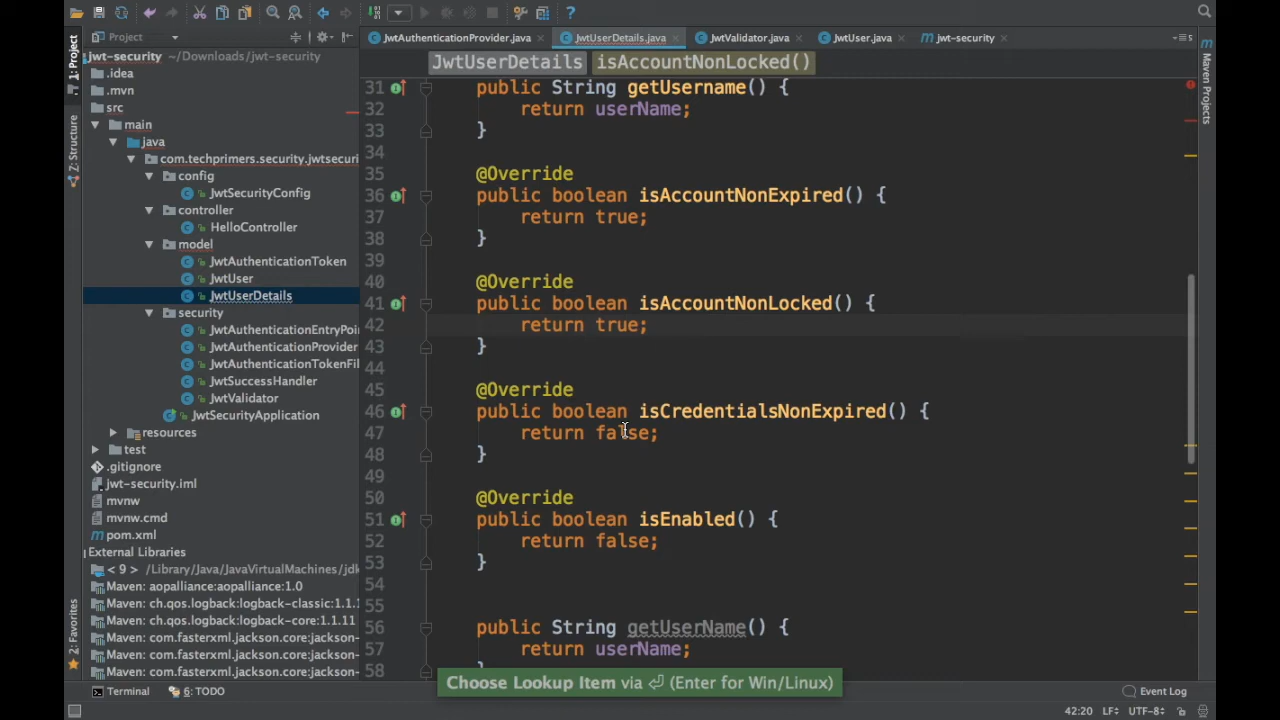 JwtAuthenticationProvider.java
JwtUserDetails.java
JwtValidator.java
JwtUser.java
jwt-security
Project
JwtUserDetails
isAccountNonLocked()
1: Project
Z: Structure
2: Favorites
Maven Projects
jwt-security ~/Downloads/jwt-security
.idea
.mvn
src
main
java
com.techprimers.security.jwtsecuri
config
JwtSecurityConfig
controller
HelloController
model
JwtAuthenticationToken
JwtUser
JwtUserDetails
security
JwtAuthenticationEntryPoi
JwtAuthenticationProvider
JwtAuthenticationTokenFil
JwtSuccessHandler
JwtValidator
JwtSecurityApplication
resources
test
.gitignore
jwt-security.iml
mvnw
mvnw.cmd
pom.xml
External Libraries
< 9 > /Library/Java/JavaVirtualMachines/jdk
Maven: aopalliance:aopalliance:1.0
Maven: ch.qos.logback:logback-classic:1.1.1
Maven: ch.qos.logback:logback-core:1.1.11
Maven: com.fasterxml.jackson.core:jackson-
Maven: com.fasterxml.jackson.core:jackson-
Maven: com.fasterxml.jackson.core:jackson-
31 public String getUsername() {
32 return userName;
33 }
34
35 @Override
36 public boolean isAccountNonExpired() {
37 return true;
38 }
39
40 @Override
41 public boolean isAccountNonLocked() {
42 return true;
43 }
44
45 @Override
46 public boolean isCredentialsNonExpired() {
47 return false;
48 }
49
50 @Override
51 public boolean isEnabled() {
52 return false;
53 }
54
55
56 public String getUserName() {
57 return userName;
58 }
Choose Lookup Item via ⏎ (Enter for Win/Linux)
Terminal
6: TODO
Event Log
42:20 LF÷ UTF-8÷